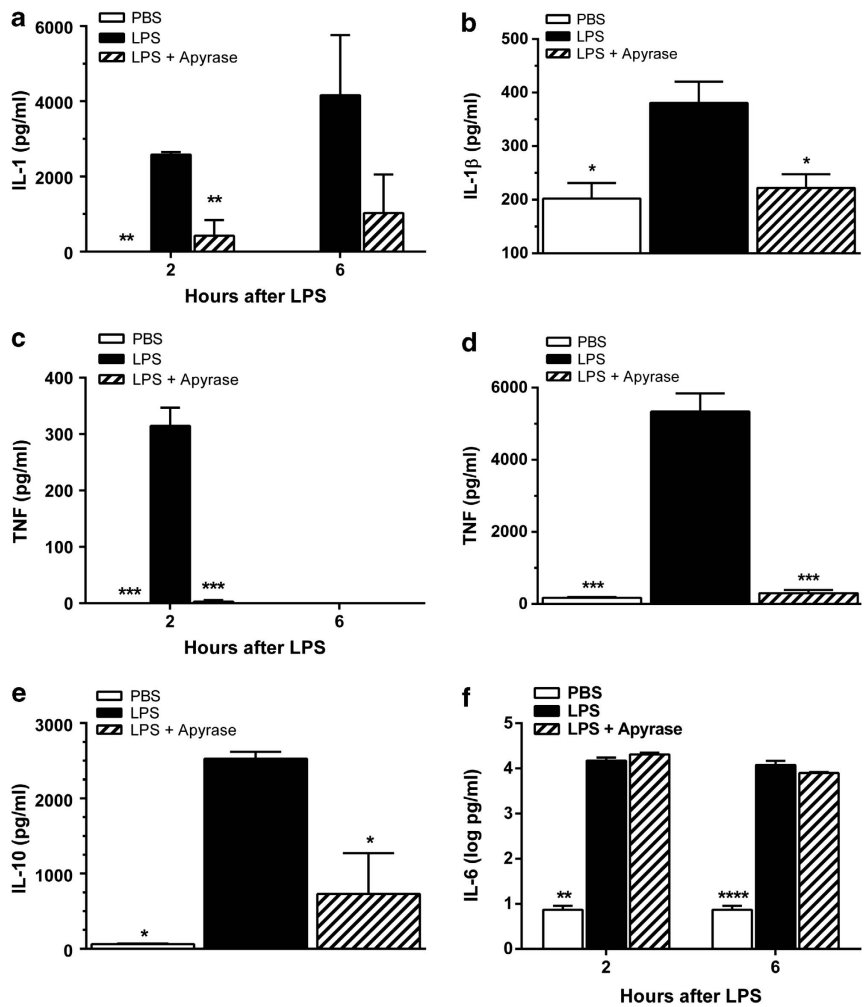 a
PBS
LPS
LPS + Apyrase
IL-1 (pg/ml)
6000
4000
2000
0
**
**
2
6
Hours after LPS
b
PBS
LPS
LPS + Apyrase
IL-1β (pg/ml)
500
400
300
200
100
*
*
c
PBS
LPS
LPS + Apyrase
TNF (pg/ml)
400
300
200
100
0
***
***
2
6
Hours after LPS
d
PBS
LPS
LPS + Apyrase
TNF (pg/ml)
6000
4000
2000
0
***
***
e
PBS
LPS
LPS + Apyrase
IL-10 (pg/ml)
3000
2000
1000
0
*
*
f
PBS
LPS
LPS + Apyrase
IL-6 (log pg/ml)
5
4
3
2
1
0
**
****
2
6
Hours after LPS